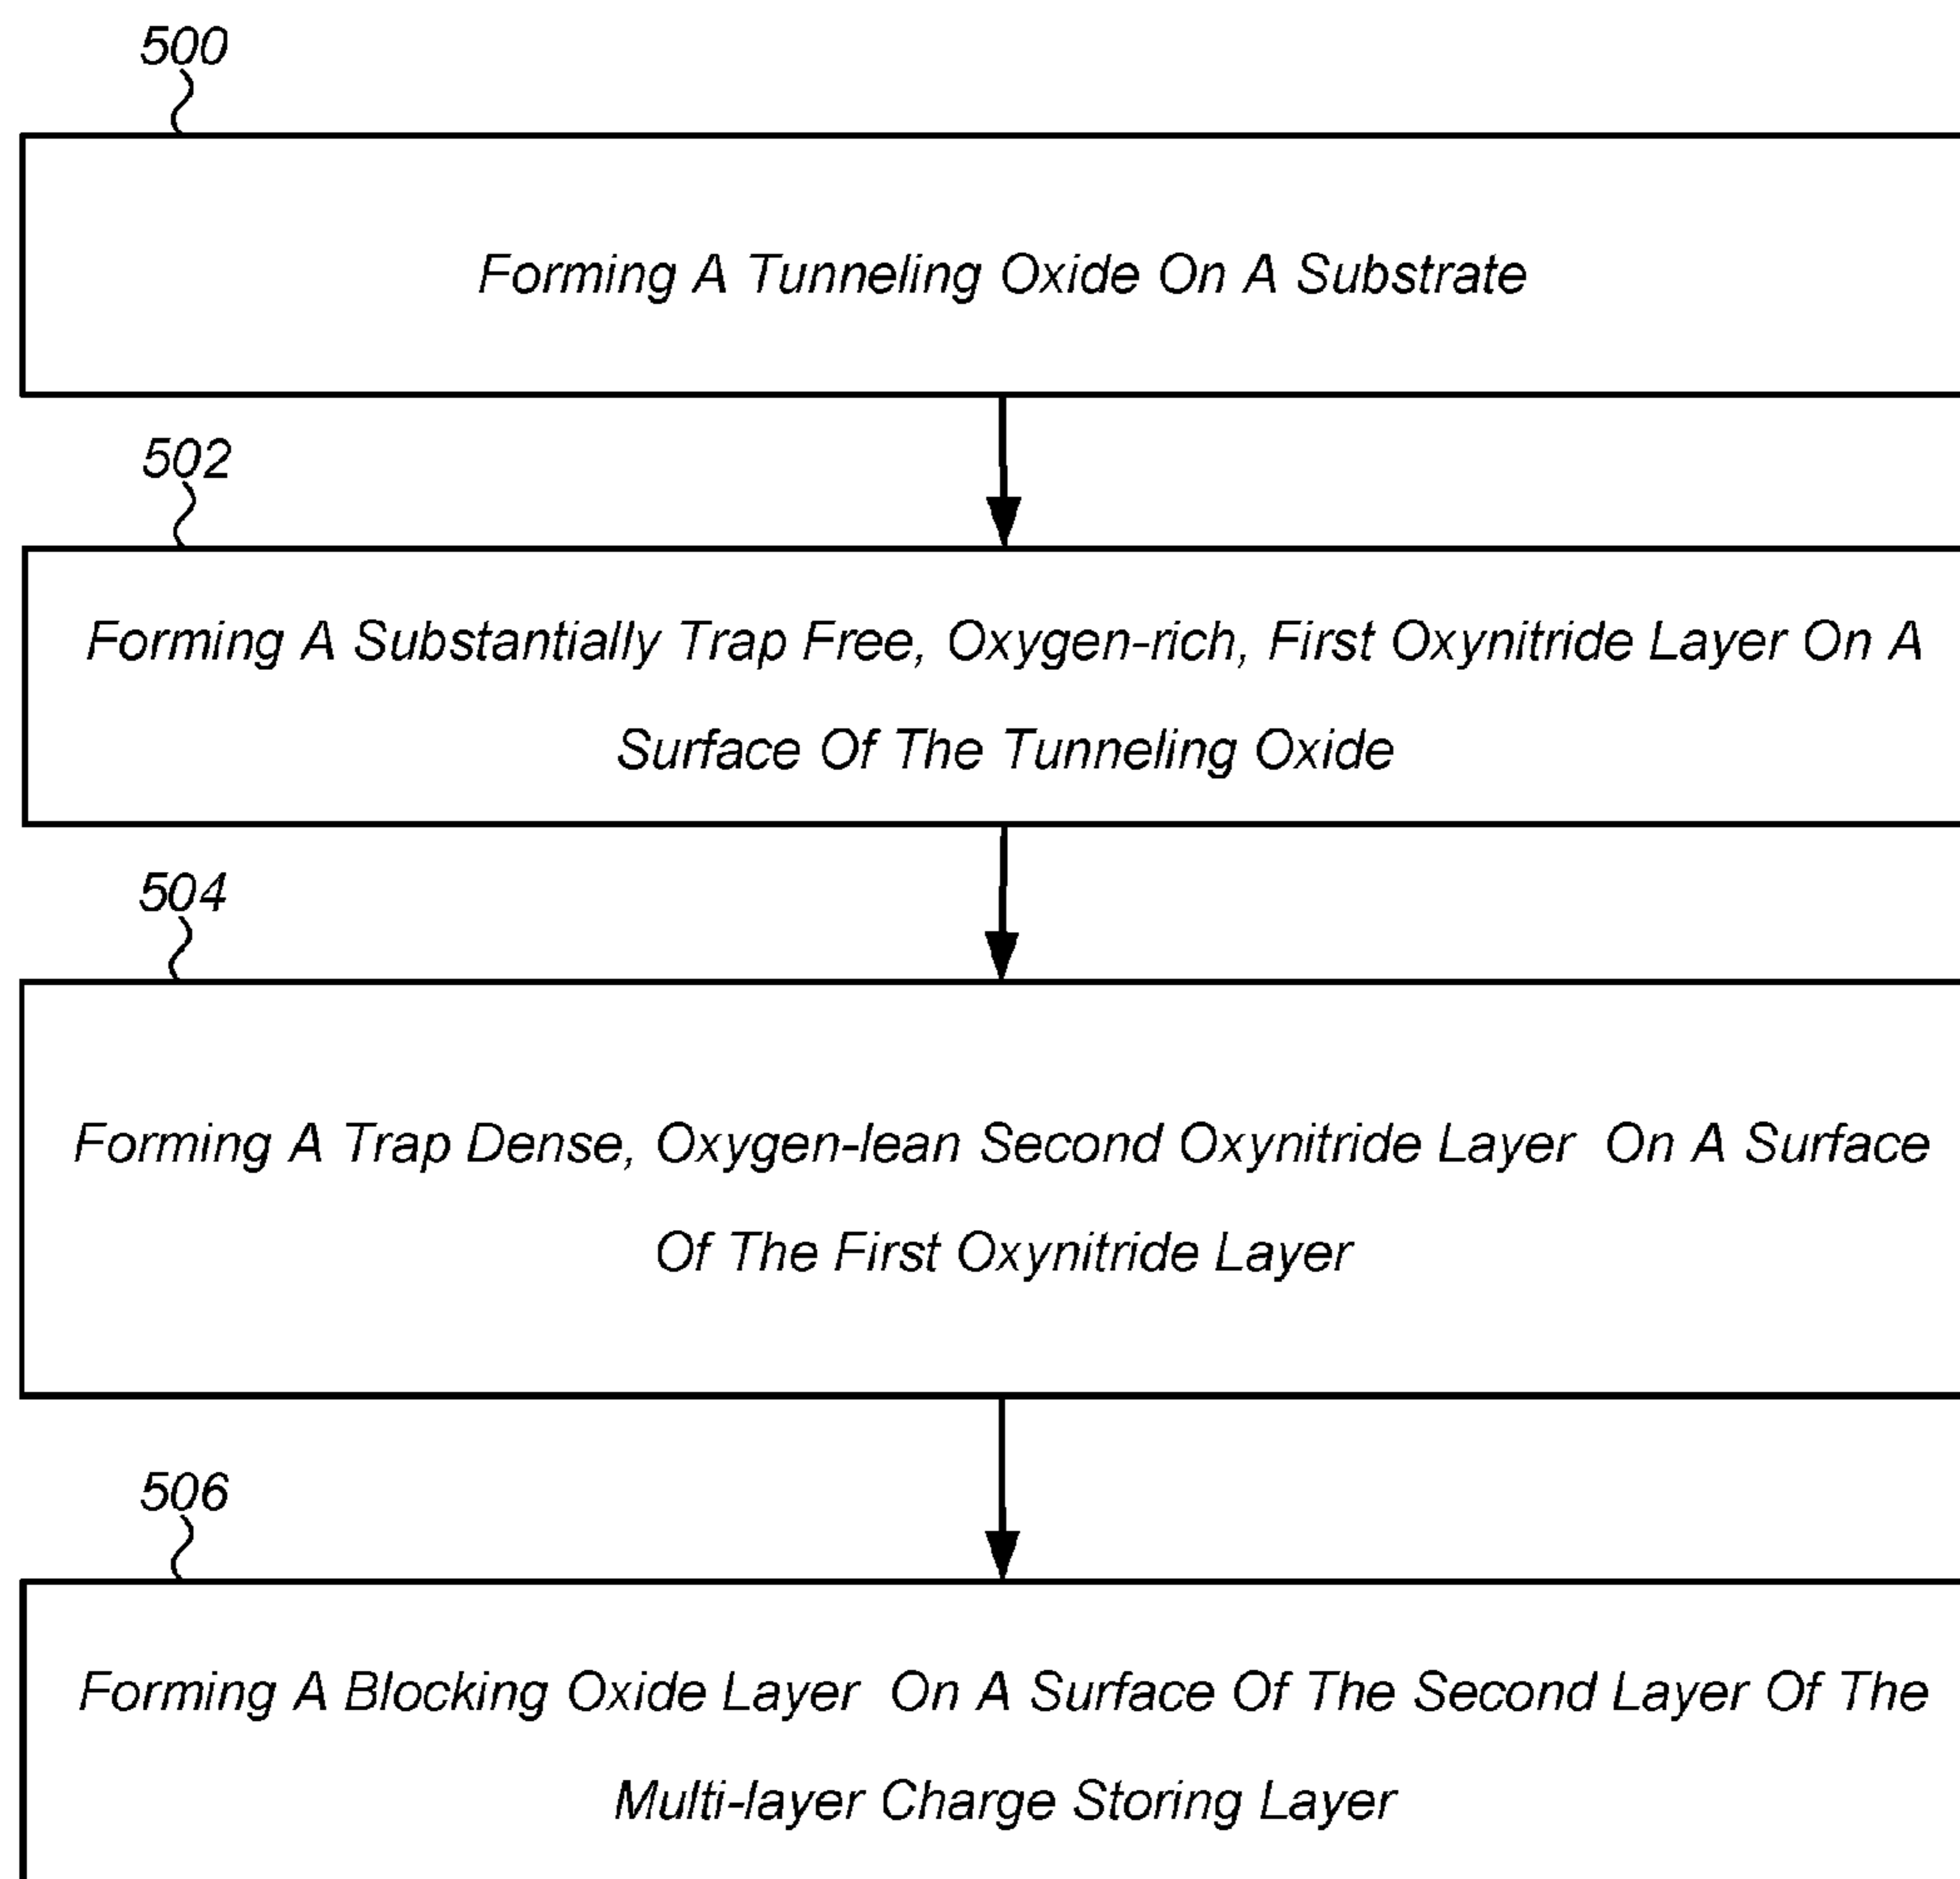 500
Forming A Tunneling Oxide On A Substrate
502
Forming A Substantially Trap Free, Oxygen-rich, First Oxynitride Layer On A
Surface Of The Tunneling Oxide
504
Forming A Trap Dense, Oxygen-lean Second Oxynitride Layer On A Surface
Of The First Oxynitride Layer
506
Forming A Blocking Oxide Layer On A Surface Of The Second Layer Of The
Multi-layer Charge Storing Layer